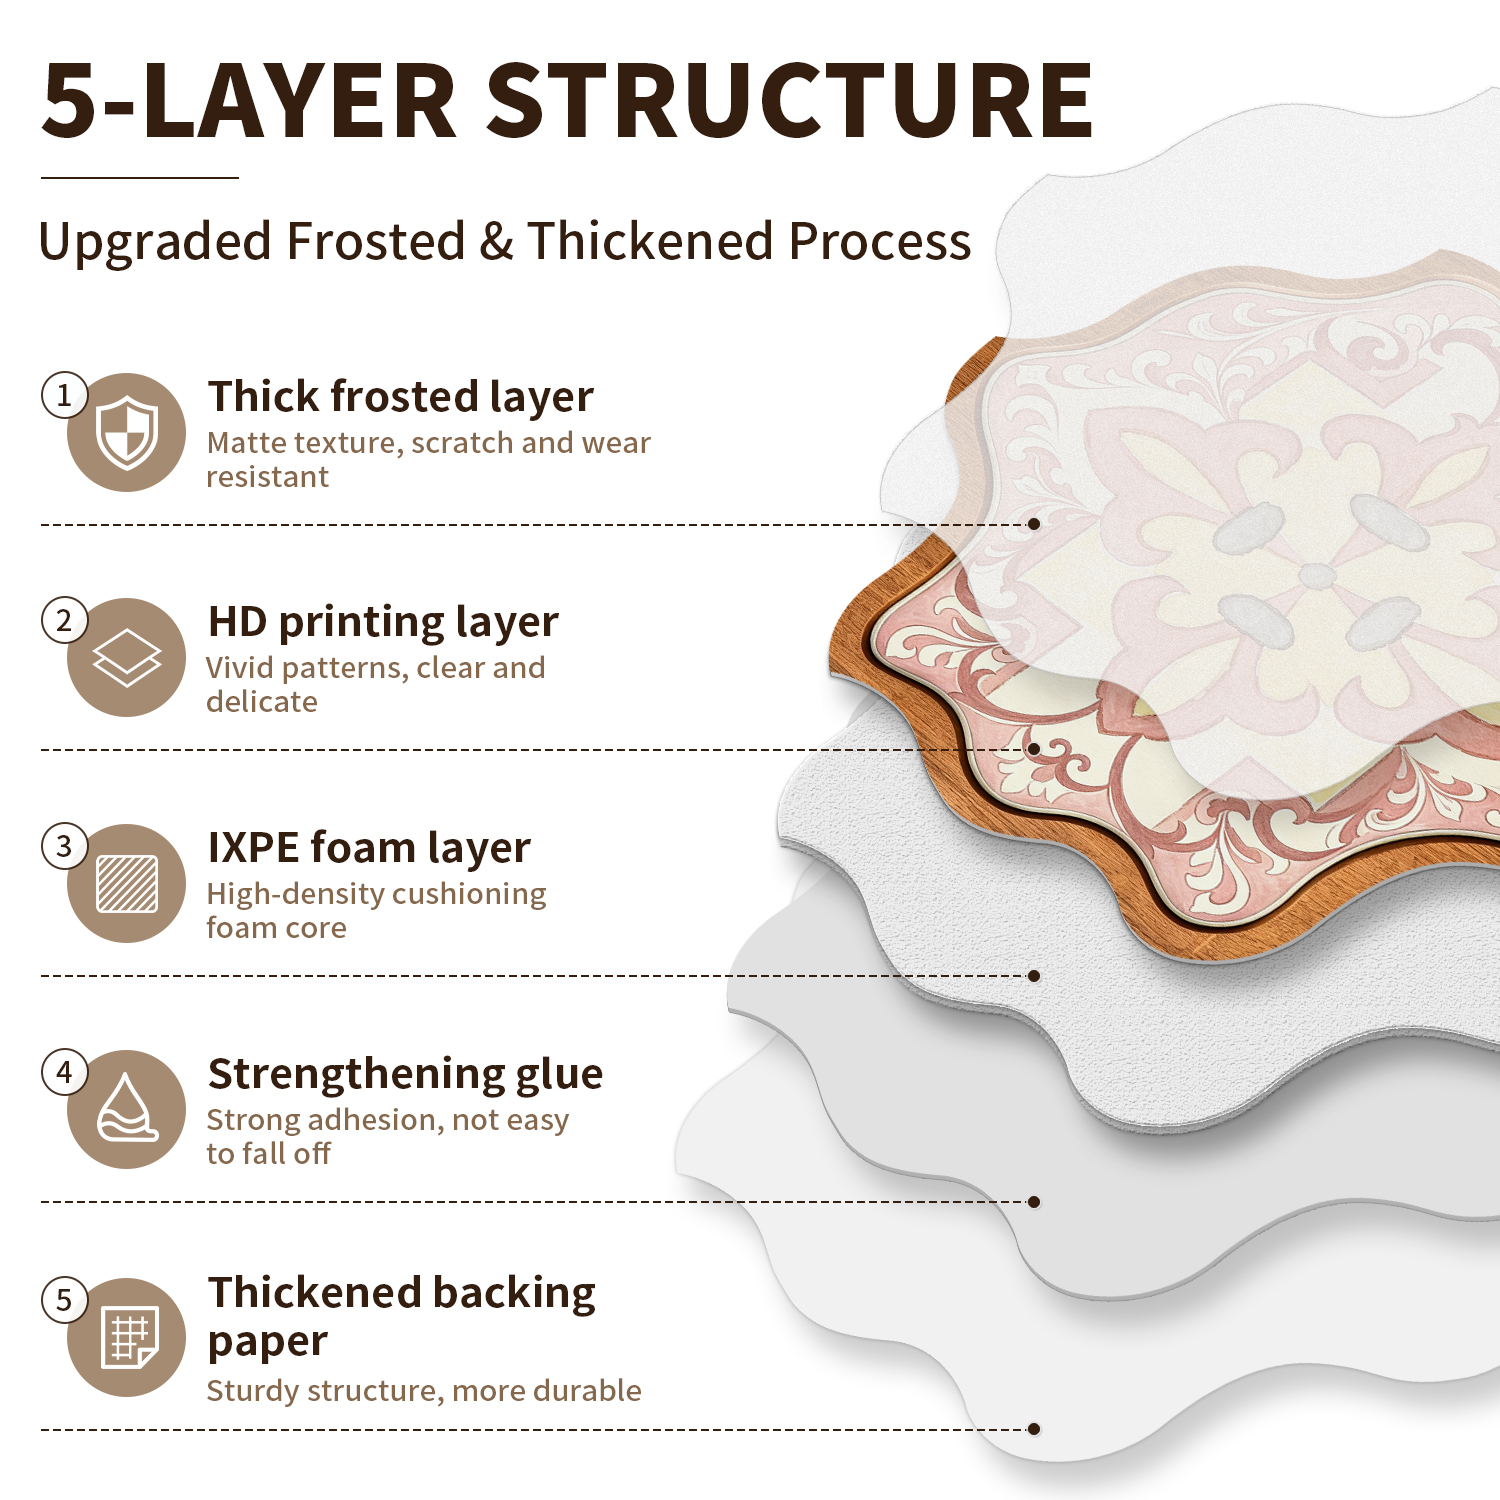 5-LAYER STRUCTURE
Upgraded Frosted & Thickened Process
1
Thick frosted layer
Matte texture, scratch and wear
resistant
2
HD printing layer
Vivid patterns, clear and
delicate
3
IXPE foam layer
High-density cushioning
foam core
4
Strengthening glue
Strong adhesion, not easy
to fall off
5
Thickened backing
paper
Sturdy structure, more durable